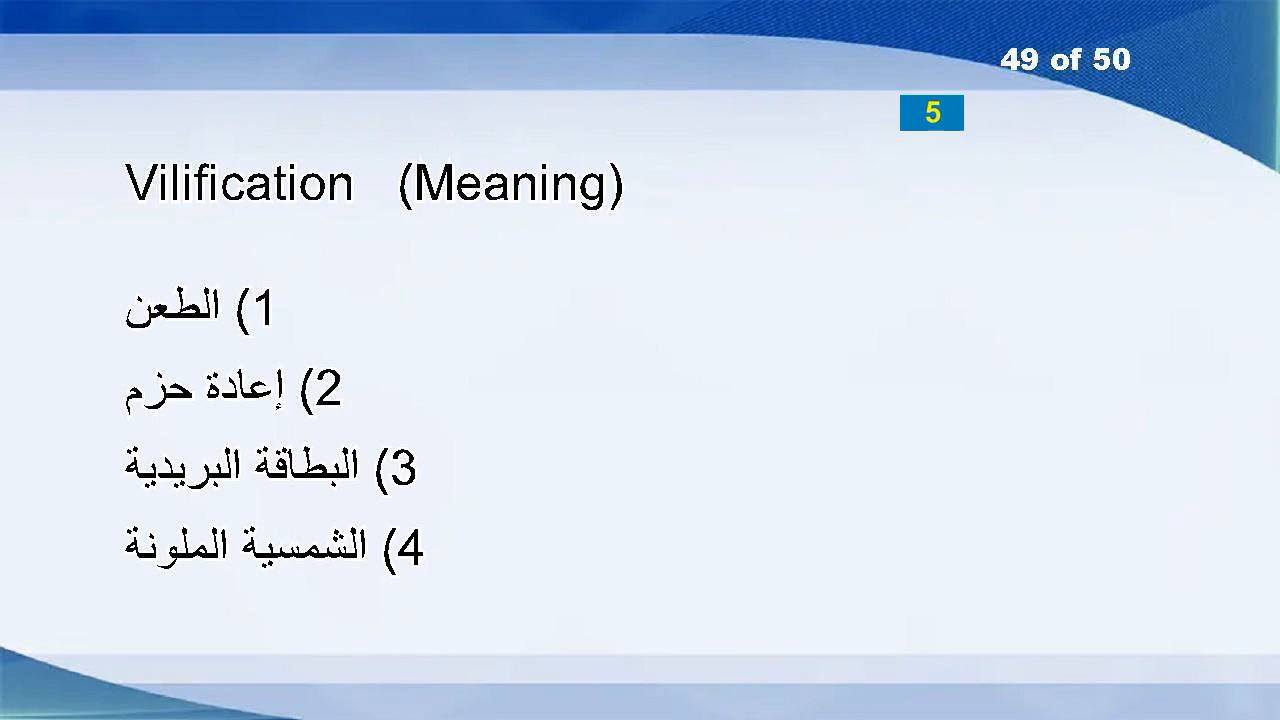 49 of 50
5
Vilification (Meaning)
1) الطعن
2) إعادة حزم
3) البطاقة البريدية
4) الشمسية الملونة